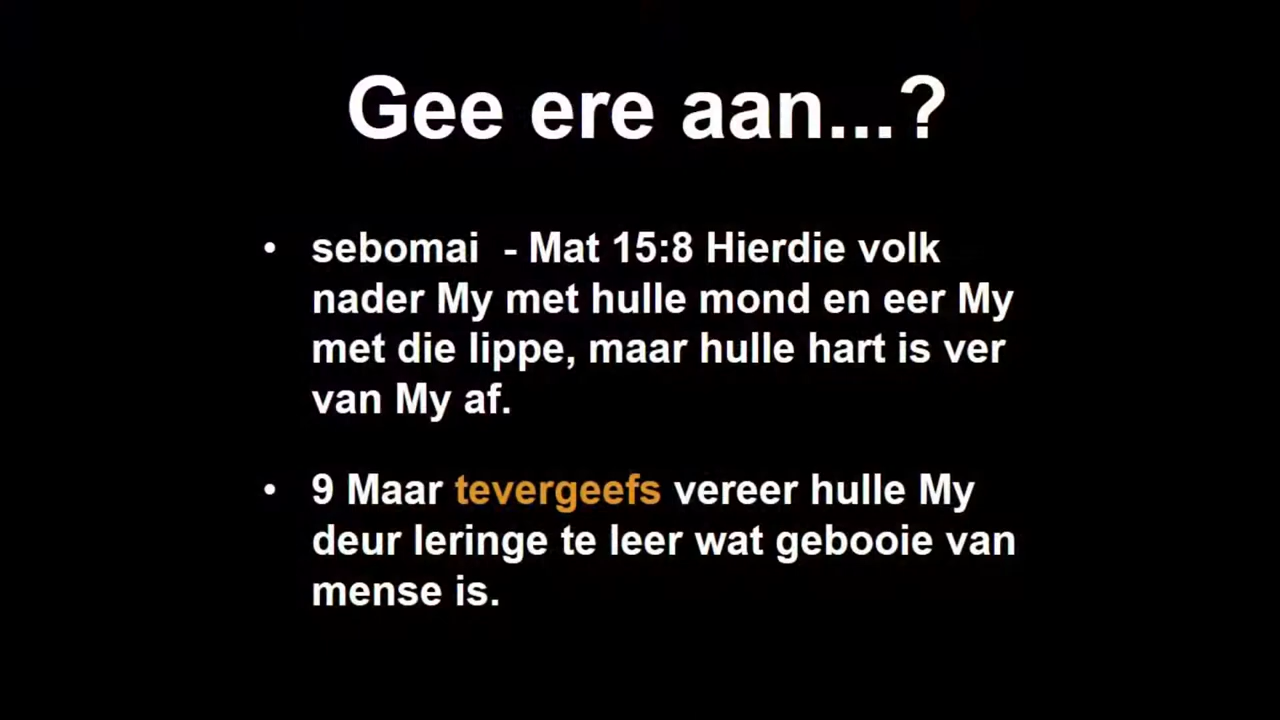 Gee ere aan...?
• sebomai - Mat 15:8 Hierdie volk
nader My met hulle mond en eer My
met die lippe, maar hulle hart is ver
van My af.
• 9 Maar tevergeefs vereer hulle My
deur leringe te leer wat gebooie van
mense is.